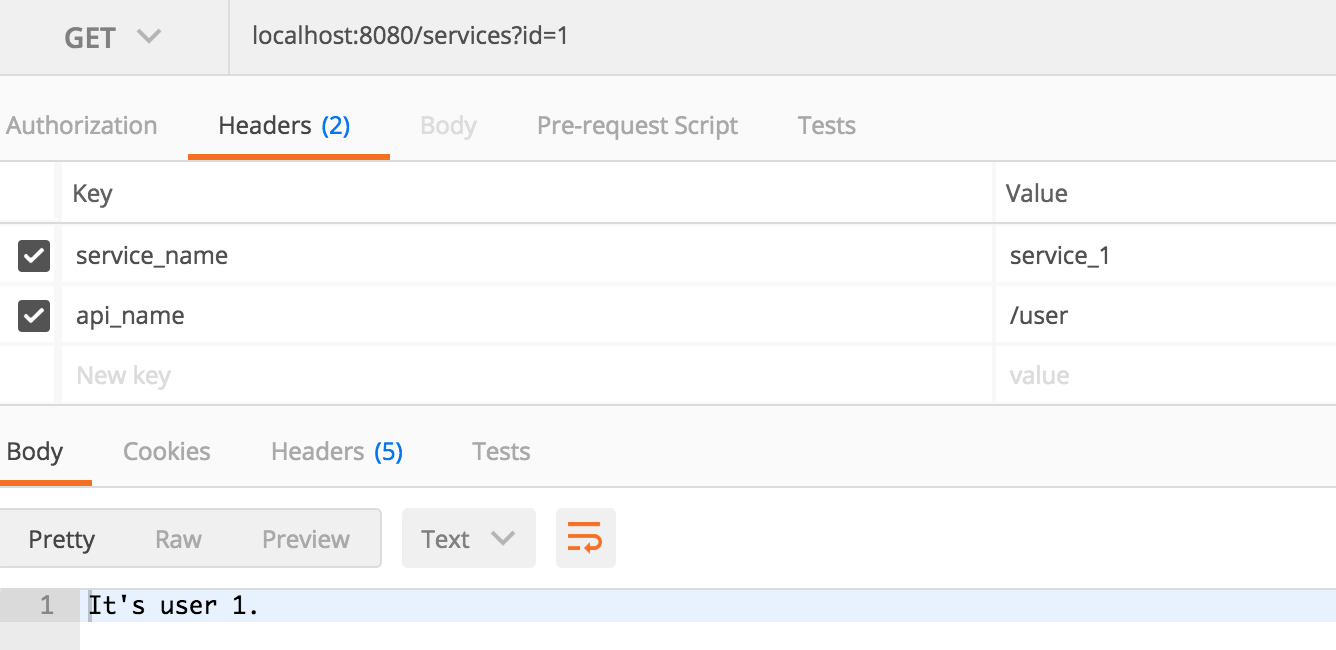 GET localhost:8080/services?id=1
Authorization Headers (2) Body Pre-request Script Tests
Key Value
service_name service_1
api_name /user
New key value
Body Cookies Headers (5) Tests
Pretty Raw Preview Text
1 It's user 1.